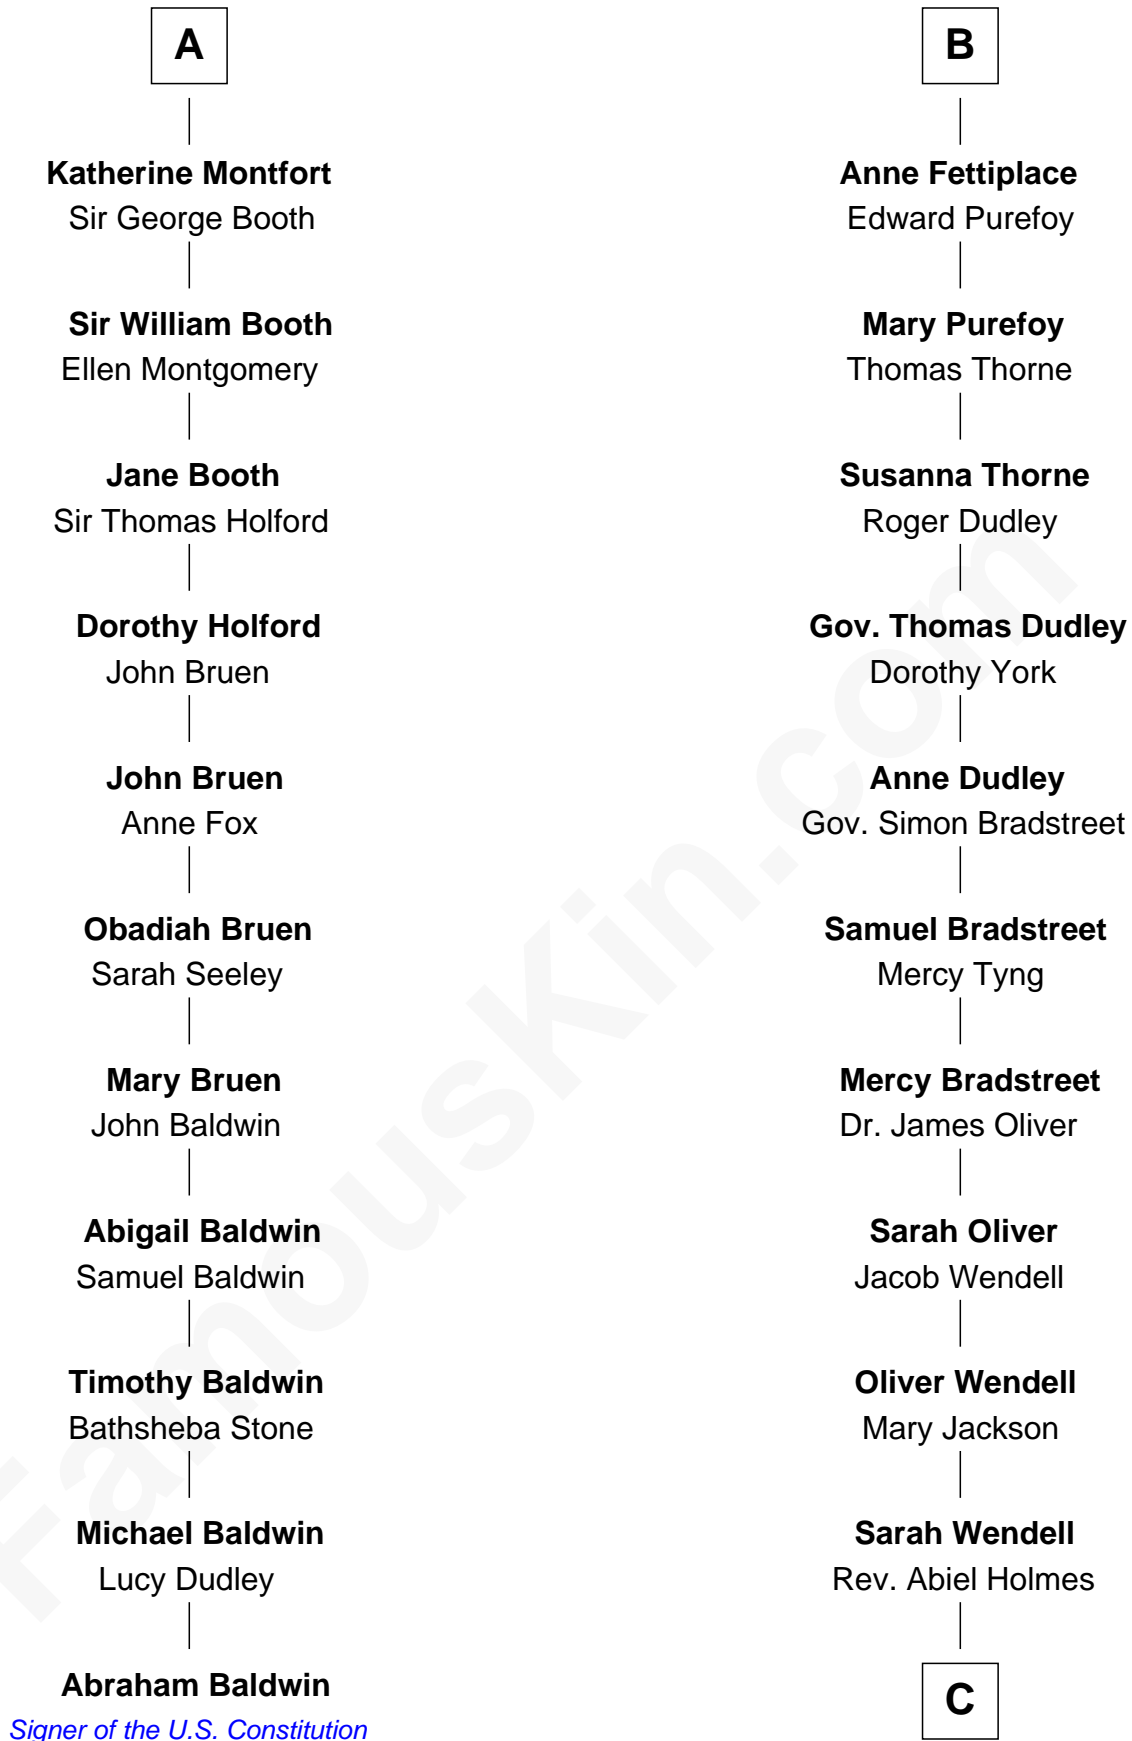 A
Katherine Montfort
Sir George Booth
Sir William Booth
Ellen Montgomery
Jane Booth
Sir Thomas Holford
Dorothy Holford
John Bruen
John Bruen
Anne Fox
Obadiah Bruen
Sarah Seeley
Mary Bruen
John Baldwin
Abigail Baldwin
Samuel Baldwin
Timothy Baldwin
Bathsheba Stone
Michael Baldwin
Lucy Dudley
Abraham Baldwin
Signer of the U.S. Constitution
B
Anne Fettiplace
Edward Purefoy
Mary Purefoy
Thomas Thorne
Susanna Thorne
Roger Dudley
Gov. Thomas Dudley
Dorothy York
Anne Dudley
Gov. Simon Bradstreet
Samuel Bradstreet
Mercy Tyng
Mercy Bradstreet
Dr. James Oliver
Sarah Oliver
Jacob Wendell
Oliver Wendell
Mary Jackson
Sarah Wendell
Rev. Abiel Holmes
C
FamousKin.com